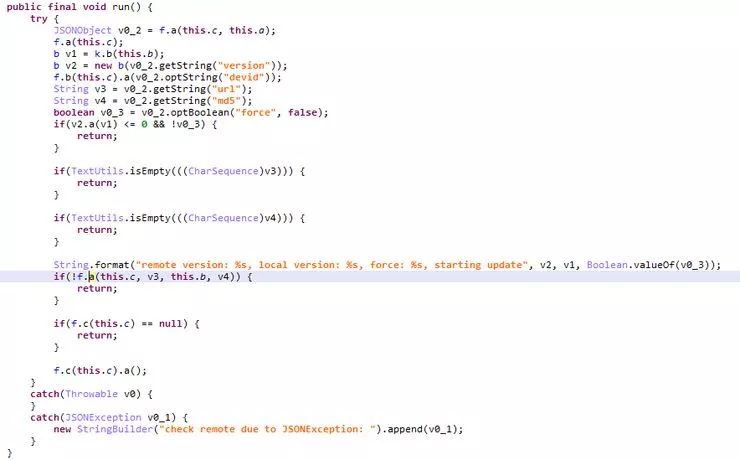 public final void run() {
    try {
        JSONObject v0_2 = f.a(this.c, this.a);
        f.a(this.c);
        b v1 = k.b(this.b);
        b v2 = new b(v0_2.getString("version"));
        f.b(this.c).a(v0_2.optString("devid"));
        String v3 = v0_2.getString("url");
        String v4 = v0_2.getString("md5");
        boolean v0_3 = v0_2.optBoolean("force", false);
        if(v2.a(v1) <= 0 && !v0_3) {
            return;
        }

        if(TextUtils.isEmpty(((CharSequence)v3))) {
            return;
        }

        if(TextUtils.isEmpty(((CharSequence)v4))) {
            return;
        }

        String.format("remote version: %s, local version: %s, force: %s, starting update", v2, v1, Boolean.valueOf(v0_3));
        if(!f.a(this.c, v3, this.b, v4)) {
            return;
        }

        if(f.c(this.c) == null) {
            return;
        }

        f.c(this.c).a();
    }
    catch(Throwable v0) {
    }
    catch(JSONException v0_1) {
        new StringBuilder("check remote due to JSONException: ").append(v0_1);
    }
}